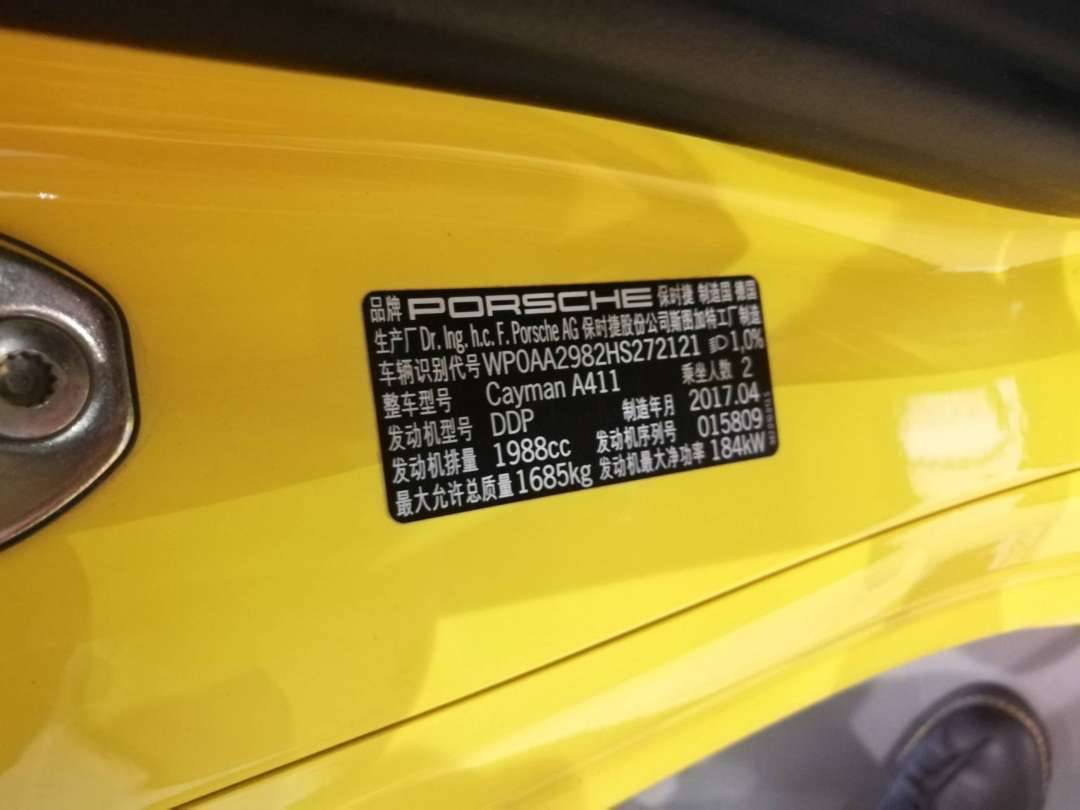 品牌 PORSCHE 保时捷 制造国 德国
生产厂 Dr. Ing. h.c. F. Porsche AG 保时捷股份公司斯图加特工厂制造
车辆识别代号 WP0AA2982HS272121 1,0%
整车型号 Cayman A411 乘坐人数 2
发动机型号 DDP 制造年月 2017.04
发动机排量 1988cc 发动机序列号 015809
最大允许总质量 1685kg 发动机最大净功率 184kW